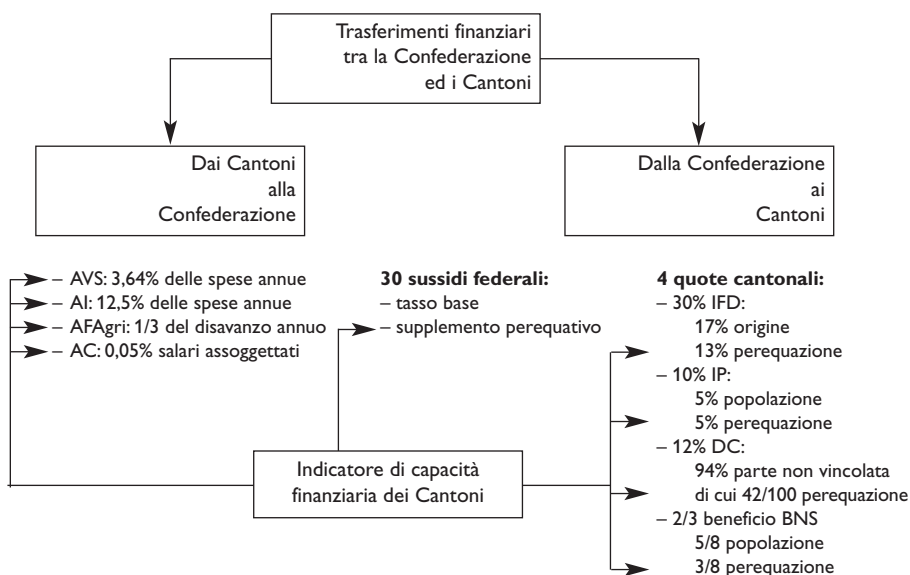 Trasferimenti finanziari
tra la Confederazione
ed i Cantoni
Dai Cantoni
alla
Confederazione
Dalla Confederazione
ai
Cantoni
– AVS: 3,64% delle spese annue
– AI: 12,5% delle spese annue
– AFAgri: 1/3 del disavanzo annuo
– AC: 0,05% salari assoggettati
30 sussidi federali:
– tasso base
– supplemento perequativo
4 quote cantonali:
– 30% IFD:
17% origine
13% perequazione
– 10% IP:
5% popolazione
5% perequazione
– 12% DC:
94% parte non vincolata
di cui 42/100 perequazione
– 2/3 beneficio BNS
5/8 popolazione
3/8 perequazione
Indicatore di capacità
finanziaria dei Cantoni